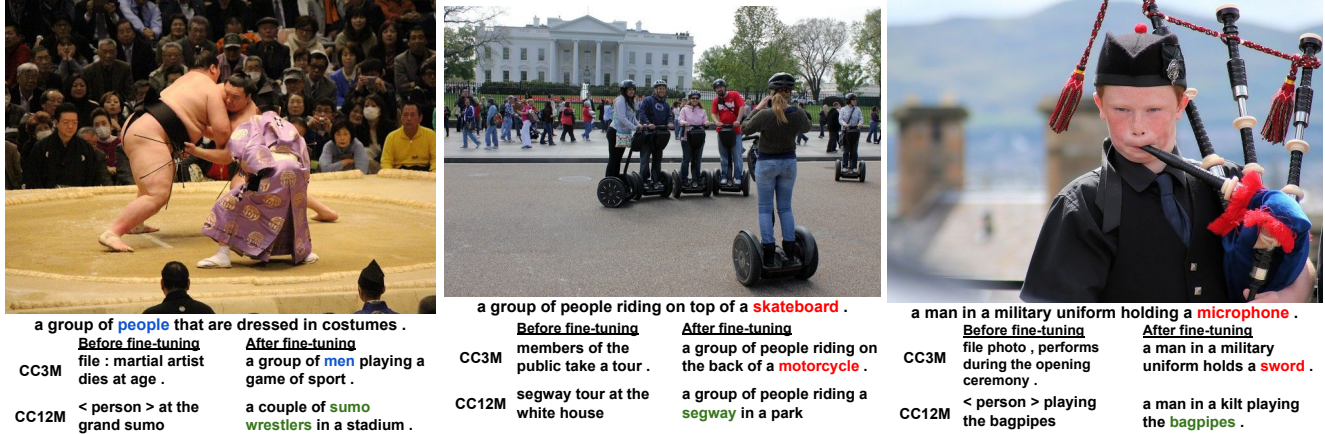 a group of people that are dressed in costumes .
Before fine-tuning After fine-tuning
CC3M
file : martial artist
dies at age .
a group of men playing a
game of sport .
CC12M
< person > at the
grand sumo
a couple of sumo
wrestlers in a stadium .
a group of people riding on top of a skateboard .
Before fine-tuning After fine-tuning
CC3M
members of the
public take a tour .
a group of people riding on
the back of a motorcycle .
CC12M
segway tour at the
white house
a group of people riding a
segway in a park
a man in a military uniform holding a microphone .
Before fine-tuning After fine-tuning
CC3M
file photo , performs
during the opening
ceremony .
a man in a military
uniform holds a sword .
CC12M
< person > playing
the bagpipes
a man in a kilt playing
the bagpipes .